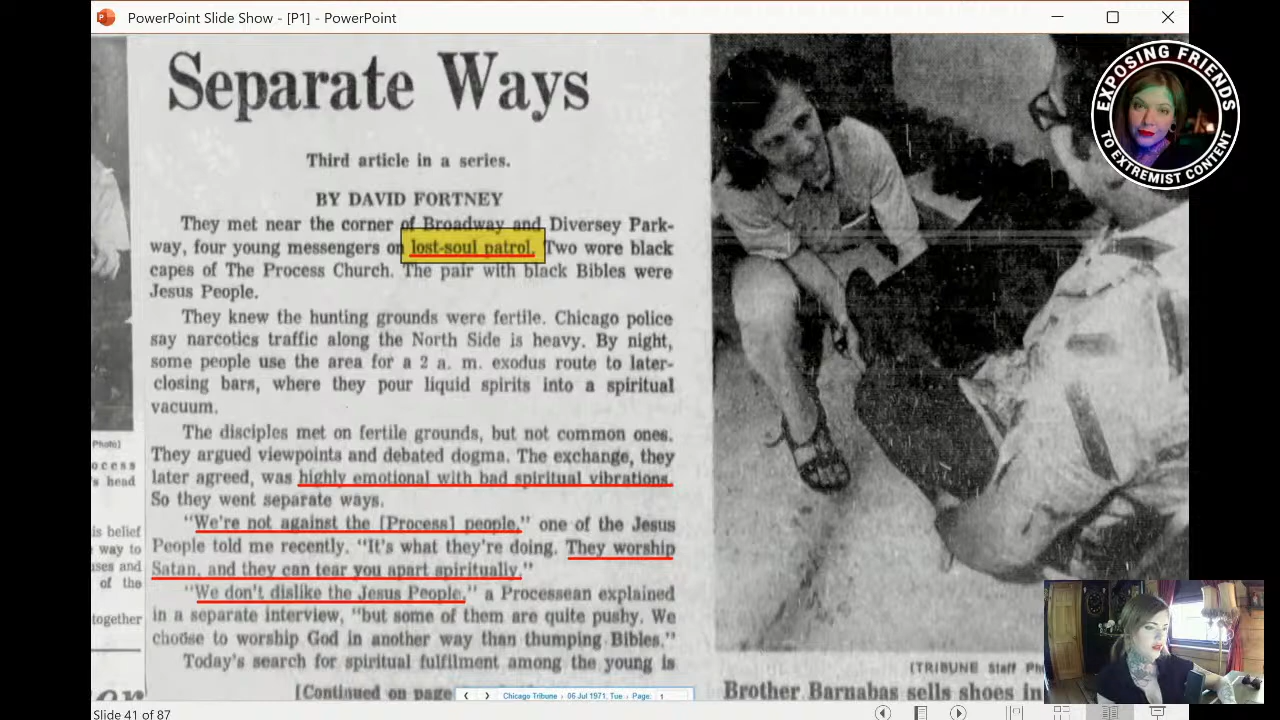 PowerPoint Slide Show - [P1] - PowerPoint
EXPOSING FRIENDS
TO EXTREMIST CONTENT
Separate Ways
Third article in a series.
BY DAVID FORTNEY
They met near the corner of Broadway and Diversey Park-
way, four young messengers on lost-soul patrol. Two wore black
capes of The Process Church. The pair with black Bibles were
Jesus People.
They knew the hunting grounds were fertile. Chicago police
say narcotics traffic along the North Side is heavy. By night,
some people use the area for a 2 a. m. exodus route to later-
closing bars, where they pour liquid spirits into a spiritual
vacuum.
The disciples met on fertile grounds, but not common ones.
They argued viewpoints and debated dogma. The exchange, they
later agreed, was highly emotional with bad spiritual vibrations.
So they went separate ways.
"We're not against the [Process] people," one of the Jesus
People told me recently. "It's what they're doing. They worship
Satan, and they can tear you apart spiritually."
"We don't dislike the Jesus People," a Processean explained
in a separate interview, "but some of them are quite pushy. We
choose to worship God in another way than thumping Bibles."
Today's search for spiritual fulfilment among the young is
[Continued on page
Photo]
ocess
s head
is belief
way to
uses and
of the
together
Chicago Tribune › 06 Jul 1971, Tue › Page: 1
[TRIBUNE Staff
Brother Barnabas sells
in
Slide 41 of 87